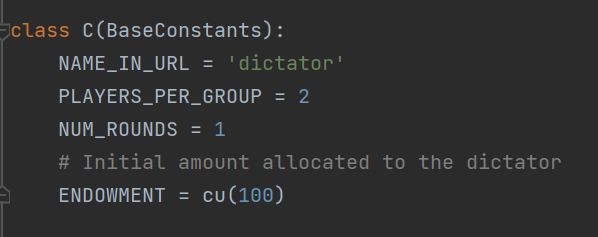 class C(BaseConstants):
    NAME_IN_URL = 'dictator'
    PLAYERS_PER_GROUP = 2
    NUM_ROUNDS = 1
    # Initial amount allocated to the dictator
    ENDOWMENT = cu(100)